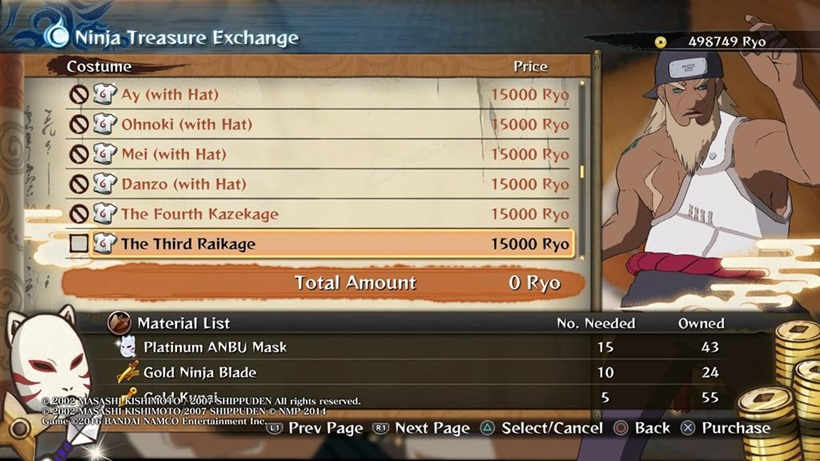 Ninja Treasure Exchange
498749 Ryo
Costume Price
Ay (with Hat) 15000 Ryo
Ohnoki (with Hat) 15000 Ryo
Mei (with Hat) 15000 Ryo
Danzo (with Hat) 15000 Ryo
The Fourth Kazekage 15000 Ryo
The Third Raikage 15000 Ryo
Total Amount 0 Ryo
Material List No. Needed Owned
Platinum ANBU Mask 15 43
Gold Ninja Blade 10 24
Gold Kunai 5 55
© 2002 MASASHI KISHIMOTO / 2007 SHIPPUDEN All rights reserved.
© 2002 MASASHI KISHIMOTO/2007 SHIPPUDEN © NMP 2014
Game ©2016 BANDAI NAMCO Entertainment Inc.
L1 Prev Page R1 Next Page Select/Cancel Back Purchase